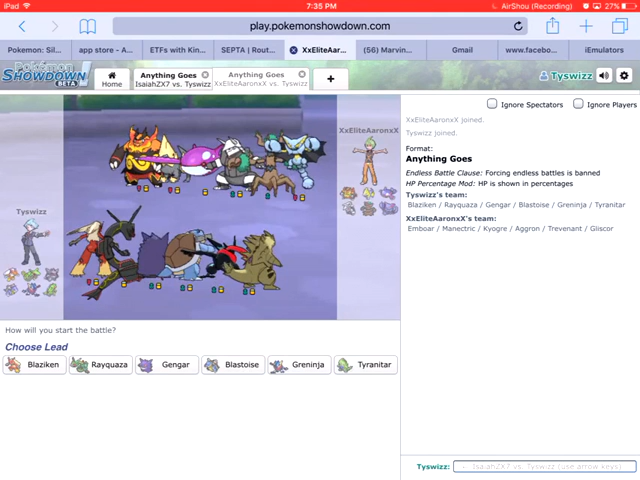 iPad
7:35 PM
AirShou (Recording)
27%
play.pokemonshowdown.com
Pokemon: Sil...
app store - A...
ETFs with Kin...
SEPTA | Rout...
XxEliteAar...
(56) Marvin...
Gmail
www.facebo...
iEmulators
Pokémon
SHOWDOWN!
BETA
Home
Anything Goes
IsaiahZX7 vs. Tyswizz
Anything Goes
XxEliteAaronxX vs. Tyswizz
+
Tyswizz
Ignore Spectators
Ignore Players
XxEliteAaronxX joined.
Tyswizz joined.
Format:
Anything Goes
Endless Battle Clause: Forcing endless battles is banned
HP Percentage Mod: HP is shown in percentages
Tyswizz's team:
Blaziken / Rayquaza / Gengar / Blastoise / Greninja / Tyranitar
XxEliteAaronxX's team:
Emboar / Manectric / Kyogre / Aggron / Trevenant / Gliscor
XxEliteAaronxX
Tyswizz
How will you start the battle?
Choose Lead
Blaziken
Rayquaza
Gengar
Blastoise
Greninja
Tyranitar
Tyswizz:
IsaiahZX7 vs. Tyswizz (use arrow keys)